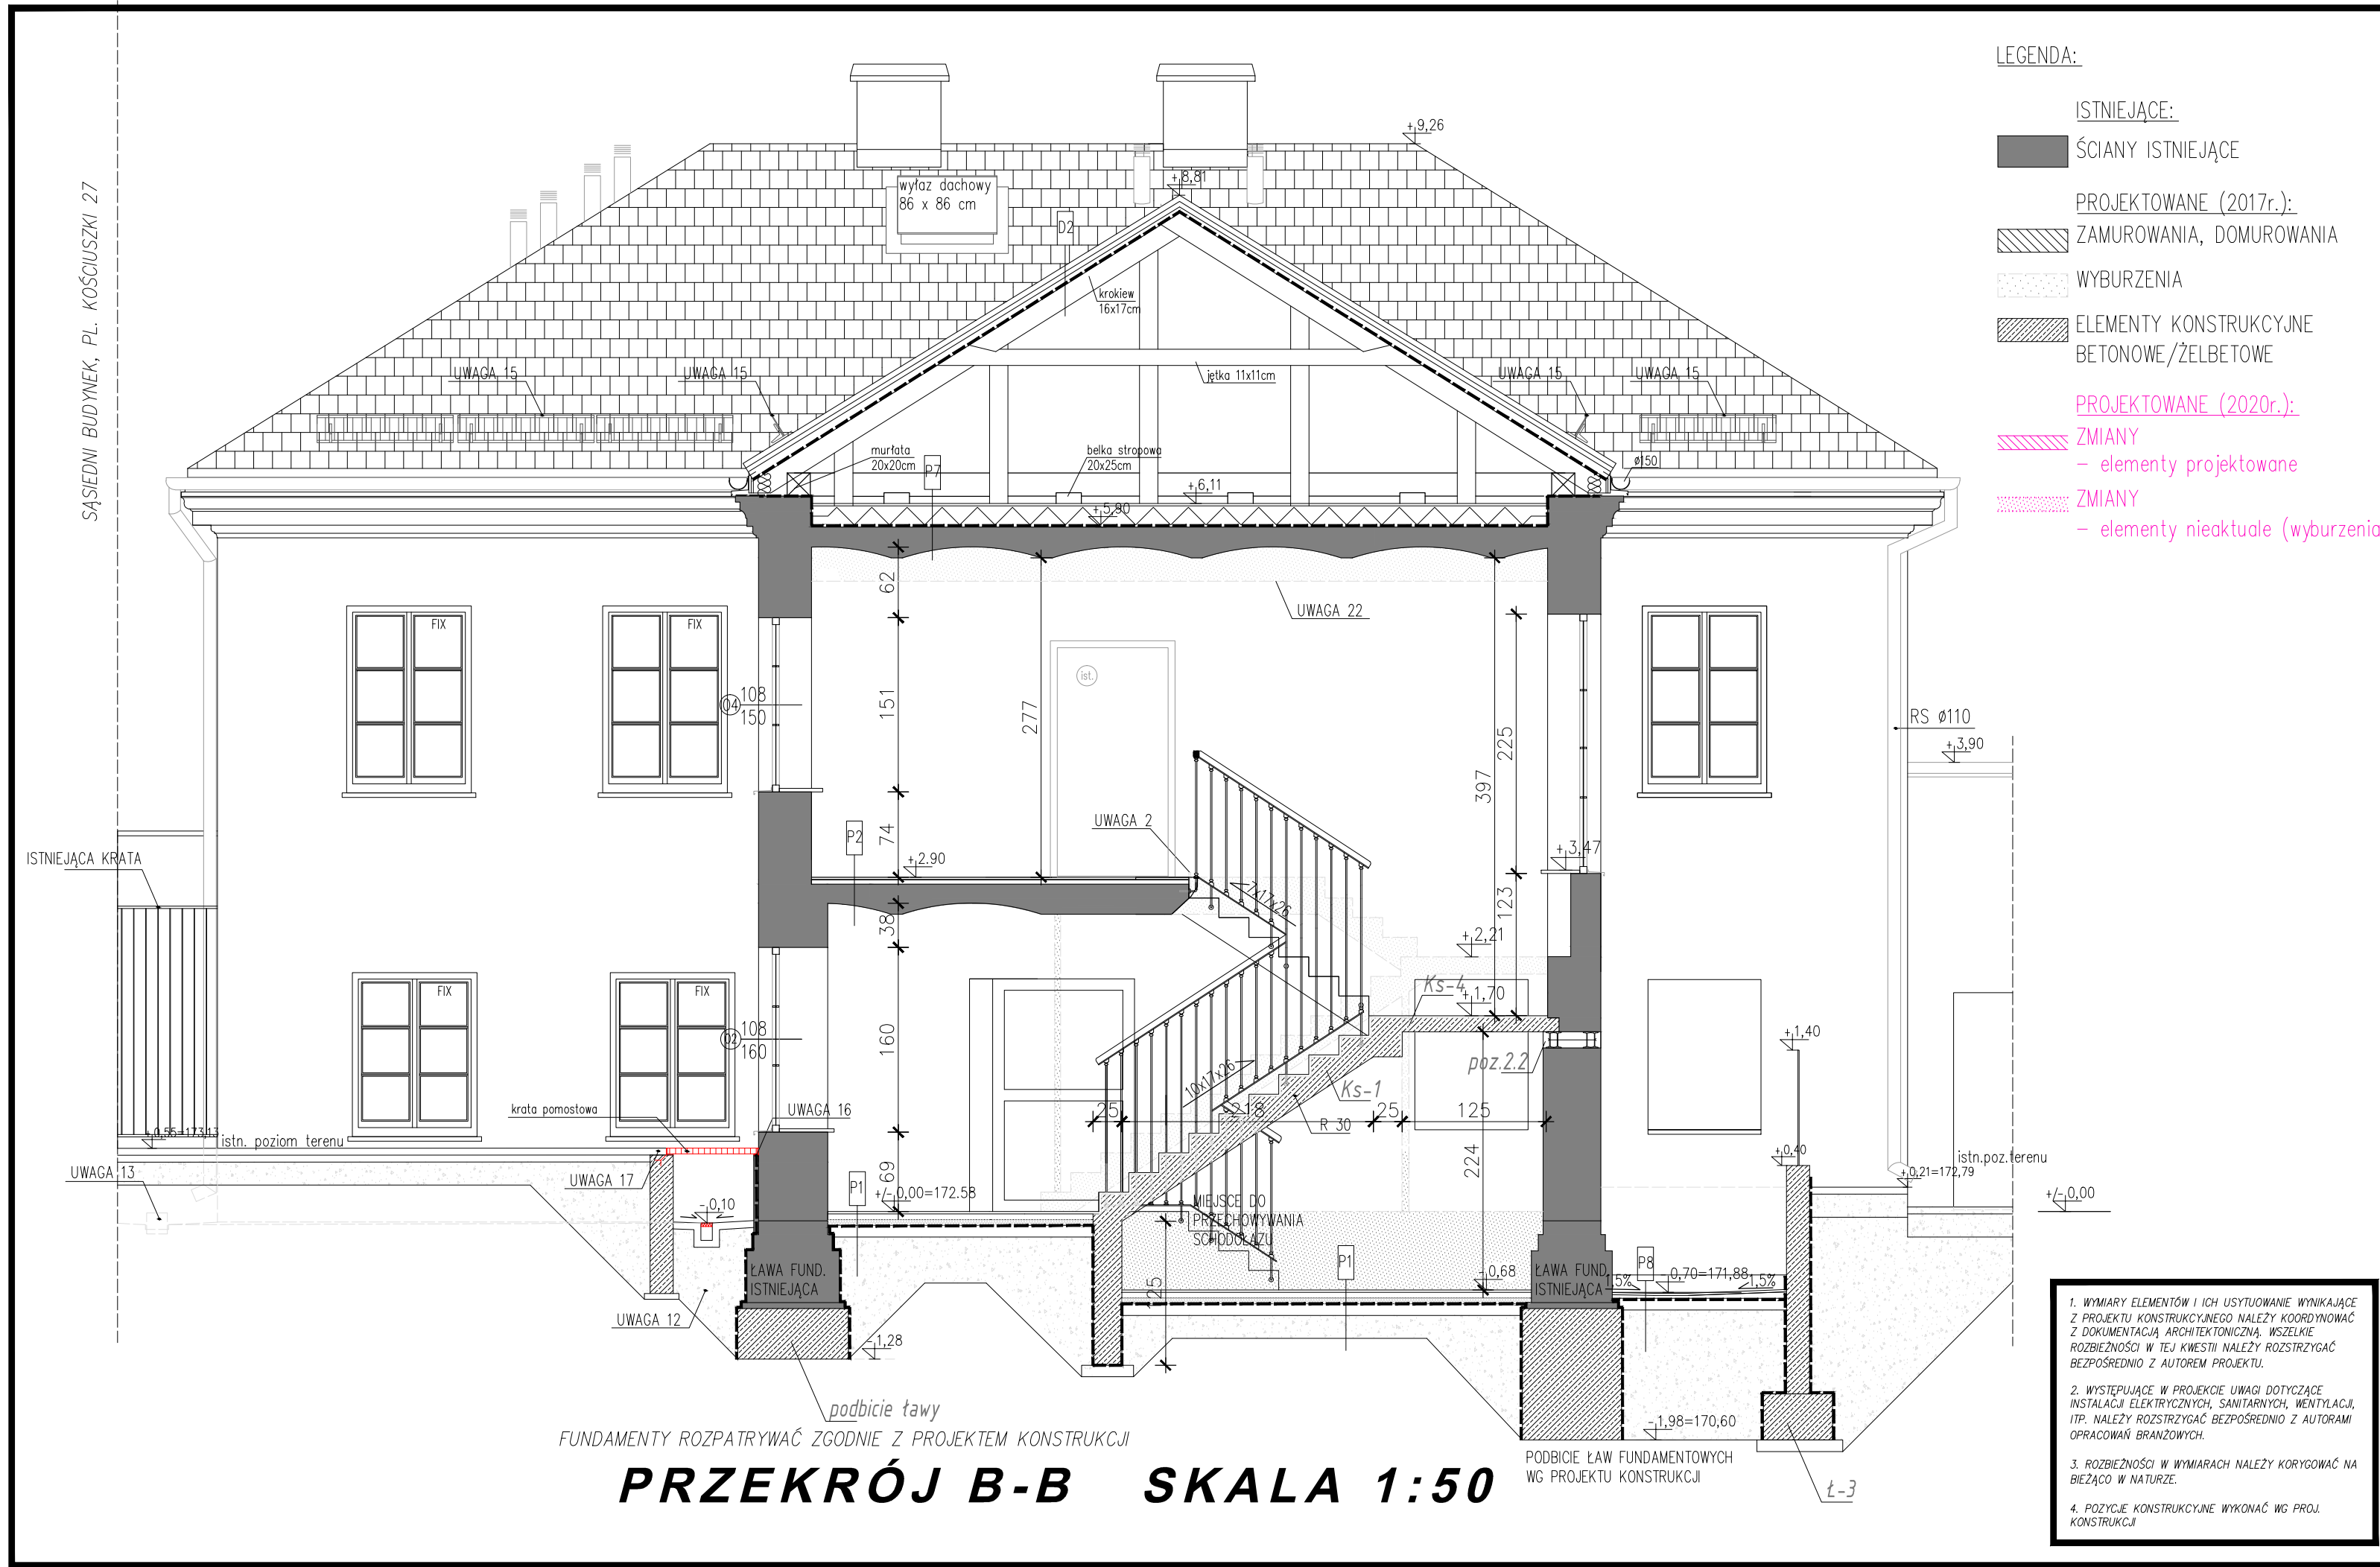 LEGENDA:
ISTNIEJĄCE:
ŚCIANY ISTNIEJĄCE
PROJEKTOWANE (2017r.):
ZAMUROWANIA, DOMUROWANIA
WYBURZENIA
ELEMENTY KONSTRUKCYJNE
BETONOWE/ŻELBETOWE
PROJEKTOWANE (2020r.):
ZMIANY
– elementy projektowane
ZMIANY
– elementy nieaktuale (wyburzenia
SĄSIEDNI BUDYNEK, PL. KOŚCIUSZKI 27
+9,26
wyłaz dachowy
86 x 86 cm
+8,81
D2
krokiew
16x17cm
UWAGA 15
UWAGA 15
jętka 11x11cm
UWAGA 15
UWAGA 15
murłata
20x20cm
P7
belka stropowa
20x25cm
ø150
+6,11
+5,90
62
UWAGA 22
FIX
FIX
ist.
04
108
150
151
277
225
397
RS ø110
+3,90
UWAGA 2
P2
74
+2.90
+3,47
ISTNIEJĄCA KRATA
7x17x26
123
38
+2,21
FIX
FIX
Ks-4
+1,70
02
108
160
160
+1,40
poz.2.2
10x17x26
Ks-1
krata pomostowa
UWAGA 16
25
218
25
125
R 30
+0,55=173,13
istn. poziom terenu
UWAGA 13
UWAGA 17
69
P1
+/-0,00=172.58
224
+0,40
istn.poz.terenu
+0,21=172,79
+/-0,00
-0,10
MIEJSCE DO
PRZECHOWYWANIA
SCHODOŁAZU
ŁAWA FUND.
ISTNIEJĄCA
125
P1
-0,68
ŁAWA FUND.
ISTNIEJĄCA
P8
1,5%
-0,70=171,88
1,5%
UWAGA 12
-1,28
podbicie ławy
FUNDAMENTY ROZPATRYWAĆ ZGODNIE Z PROJEKTEM KONSTRUKCJI
-1,98=170,60
PODBICIE ŁAW FUNDAMENTOWYCH
WG PROJEKTU KONSTRUKCJI
Ł-3
PRZEKRÓJ B-B SKALA 1:50
1. WYMIARY ELEMENTÓW I ICH USYTUOWANIE WYNIKAJĄCE
Z PROJEKTU KONSTRUKCYJNEGO NALEŻY KOORDYNOWAĆ
Z DOKUMENTACJĄ ARCHITEKTONICZNĄ. WSZELKIE
ROZBIEŻNOŚCI W TEJ KWESTII NALEŻY ROZSTRZYGAĆ
BEZPOŚREDNIO Z AUTOREM PROJEKTU.
2. WYSTĘPUJĄCE W PROJEKCIE UWAGI DOTYCZĄCE
INSTALACJI ELEKTRYCZNYCH, SANITARNYCH, WENTYLACJI,
ITP. NALEŻY ROZSTRZYGAĆ BEZPOŚREDNIO Z AUTORAMI
OPRACOWAŃ BRANŻOWYCH.
3. ROZBIEŻNOŚCI W WYMIARACH NALEŻY KORYGOWAĆ NA
BIEŻĄCO W NATURZE.
4. POZYCJE KONSTRUKCYJNE WYKONAĆ WG PROJ.
KONSTRUKCJI